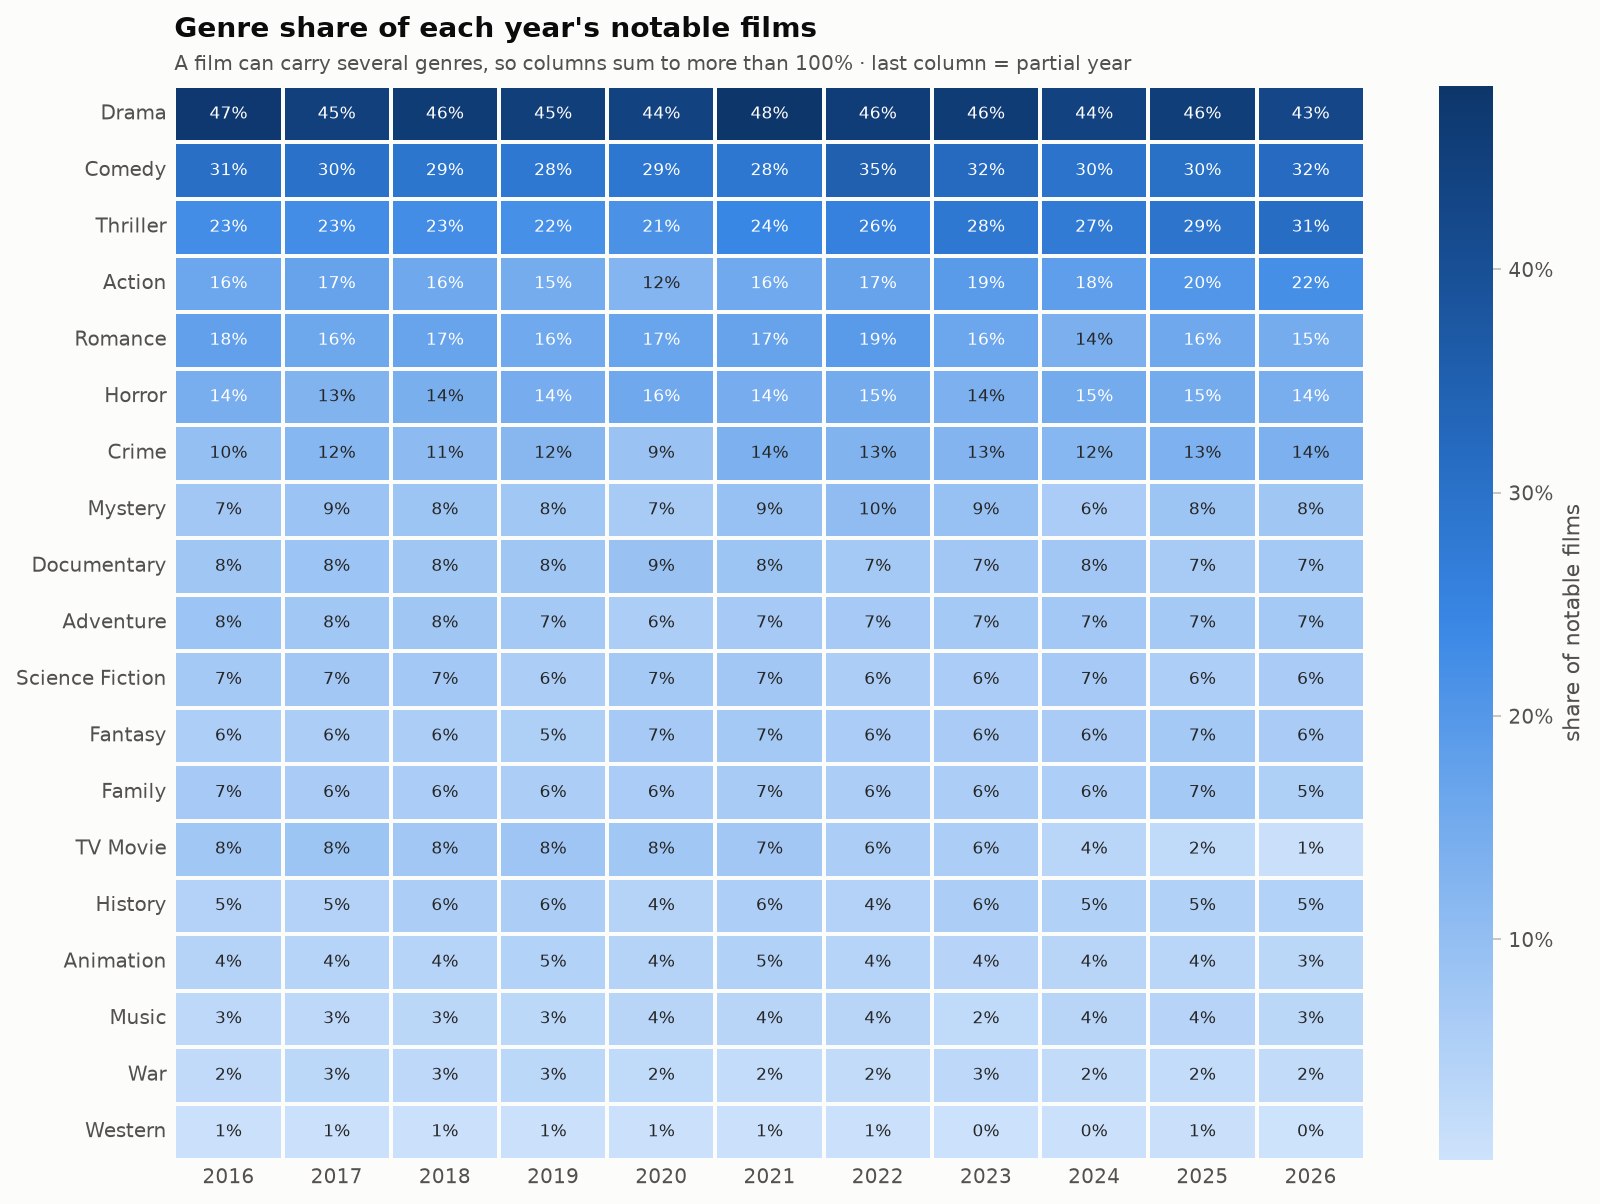 Genre share of each year's notable films
A film can carry several genres, so columns sum to more than 100% · last column = partial year
Drama 47% 45% 46% 45% 44% 48% 46% 46% 44% 46% 43%
Comedy 31% 30% 29% 28% 29% 28% 35% 32% 30% 30% 32%
Thriller 23% 23% 23% 22% 21% 24% 26% 28% 27% 29% 31%
Action 16% 17% 16% 15% 12% 16% 17% 19% 18% 20% 22%
Romance 18% 16% 17% 16% 17% 17% 19% 16% 14% 16% 15%
Horror 14% 13% 14% 14% 16% 14% 15% 14% 15% 15% 14%
Crime 10% 12% 11% 12% 9% 14% 13% 13% 12% 13% 14%
Mystery 7% 9% 8% 8% 7% 9% 10% 9% 6% 8% 8%
Documentary 8% 8% 8% 8% 9% 8% 7% 7% 8% 7% 7%
Adventure 8% 8% 8% 7% 6% 7% 7% 7% 7% 7% 7%
Science Fiction 7% 7% 7% 6% 7% 7% 6% 6% 7% 6% 6%
Fantasy 6% 6% 6% 5% 7% 7% 6% 6% 6% 7% 6%
Family 7% 6% 6% 6% 6% 7% 6% 6% 6% 7% 5%
TV Movie 8% 8% 8% 8% 8% 7% 6% 6% 4% 2% 1%
History 5% 5% 6% 6% 4% 6% 4% 6% 5% 5% 5%
Animation 4% 4% 4% 5% 4% 5% 4% 4% 4% 4% 3%
Music 3% 3% 3% 3% 4% 4% 4% 2% 4% 4% 3%
War 2% 3% 3% 3% 2% 2% 2% 3% 2% 2% 2%
Western 1% 1% 1% 1% 1% 1% 1% 0% 0% 1% 0%
2016 2017 2018 2019 2020 2021 2022 2023 2024 2025 2026
40%
30%
20%
10%
share of notable films